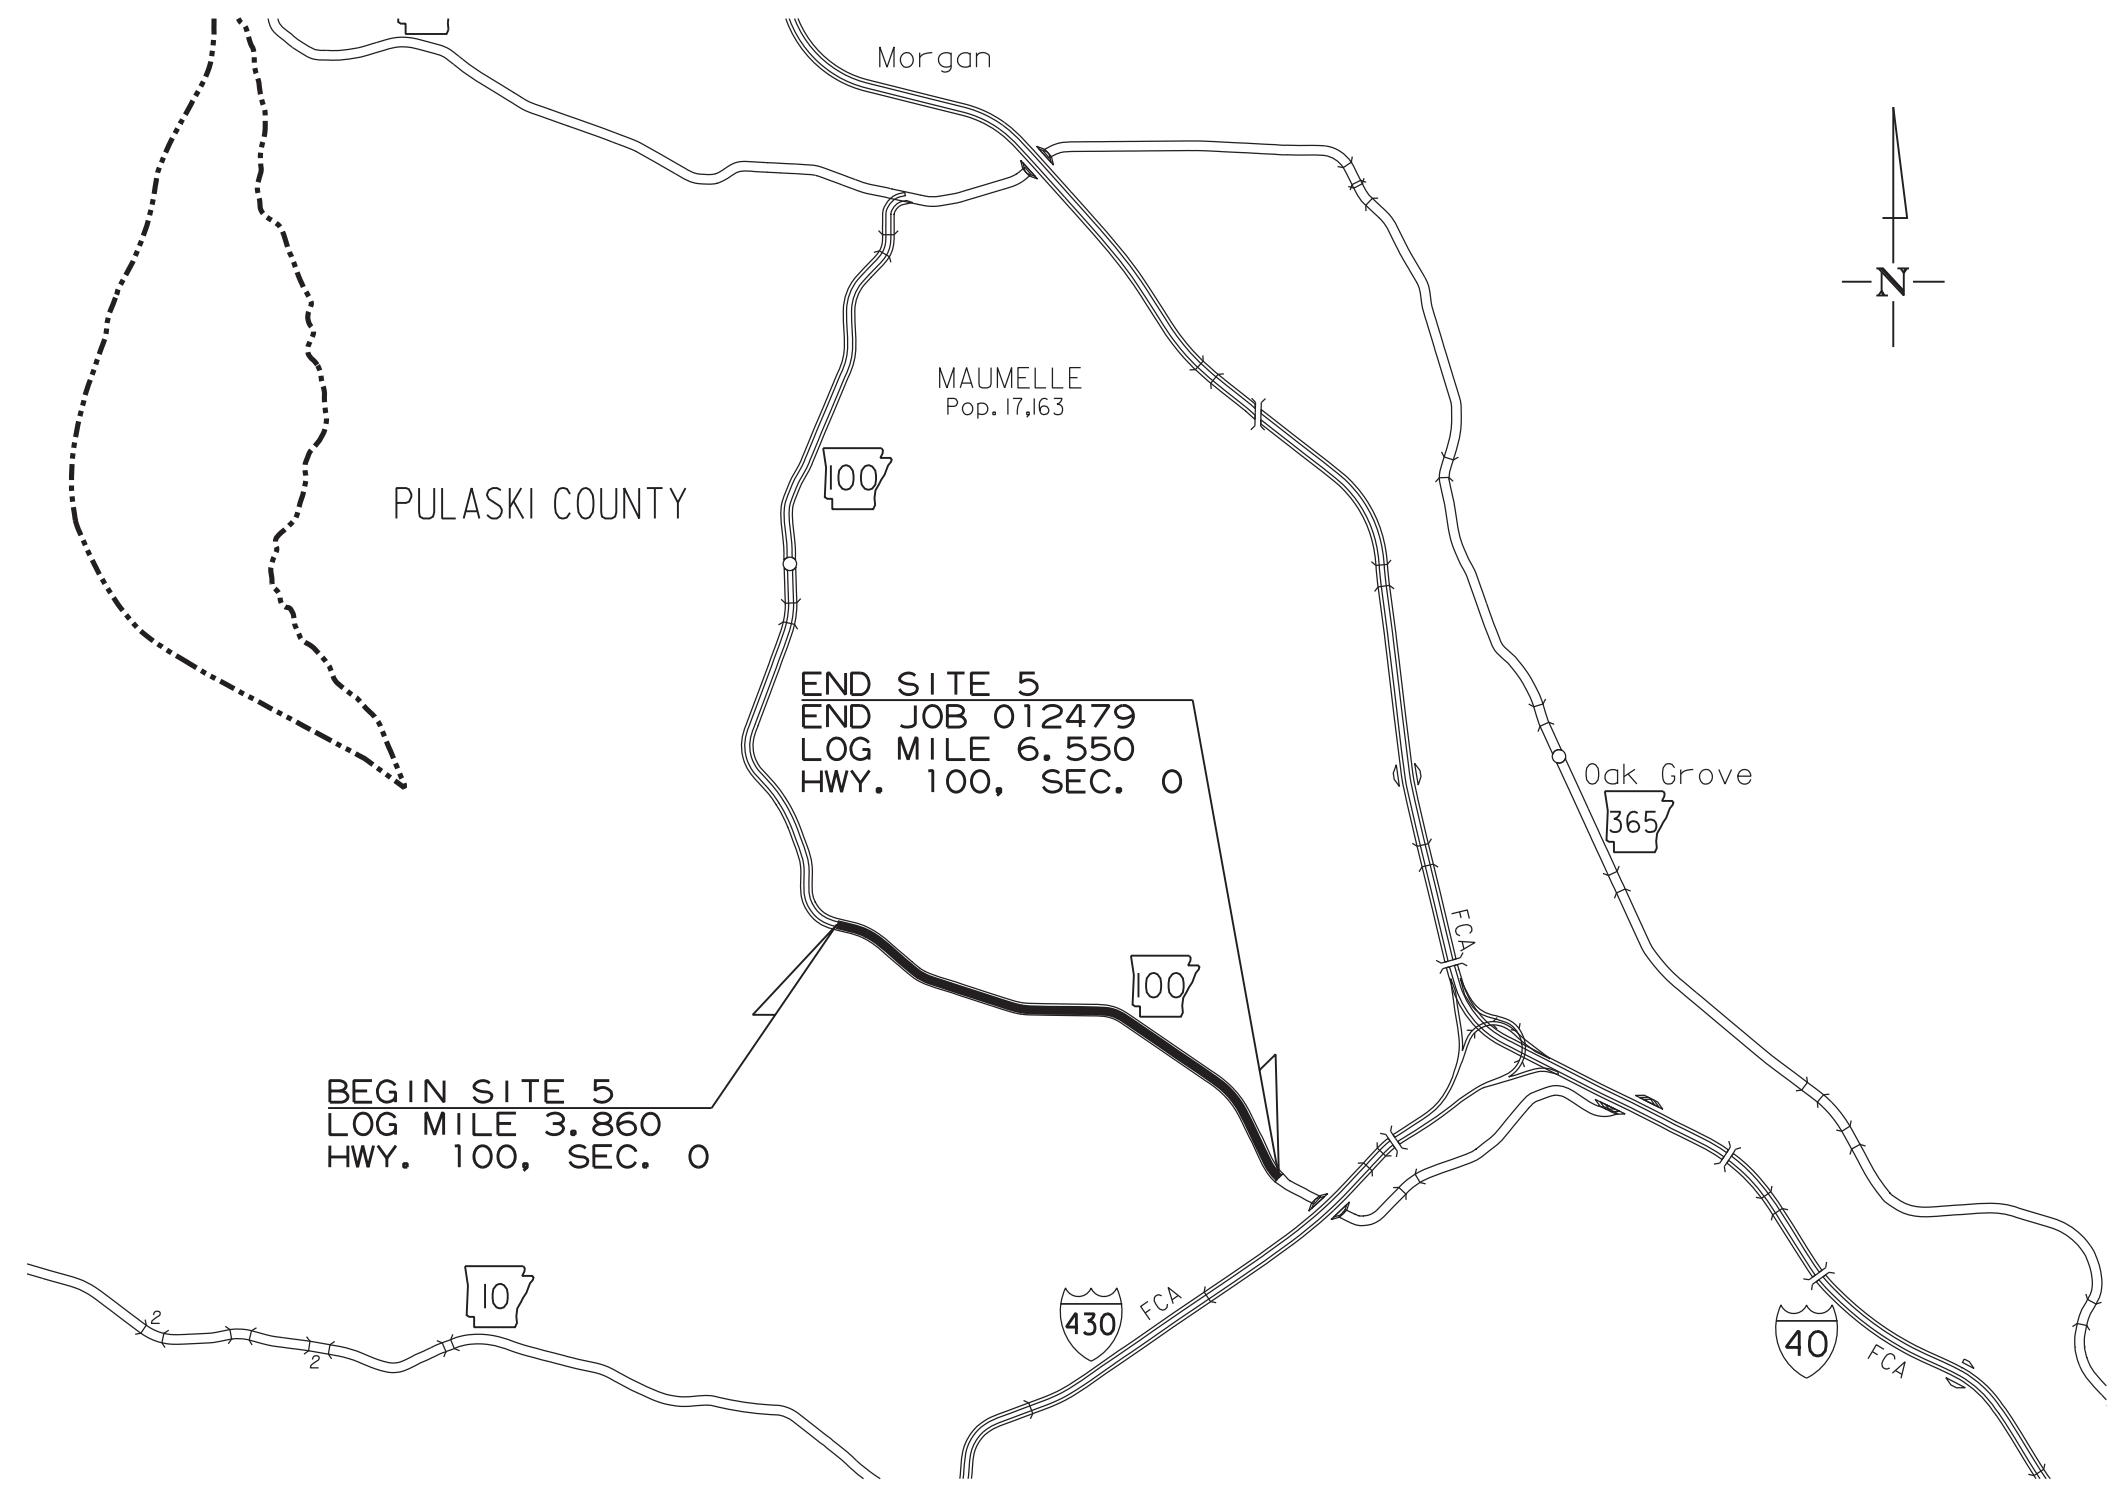 Morgan
N
MAUMELLE
Pop. 17,163
100
PULASKI COUNTY
END SITE 5
END JOB 012479
LOG MILE 6.550
HWY. 100, SEC. 0
Oak Grove
365
FCA
100
BEGIN SITE 5
LOG MILE 3.860
HWY. 100, SEC. 0
10
2
2
430
FCA
40
FCA